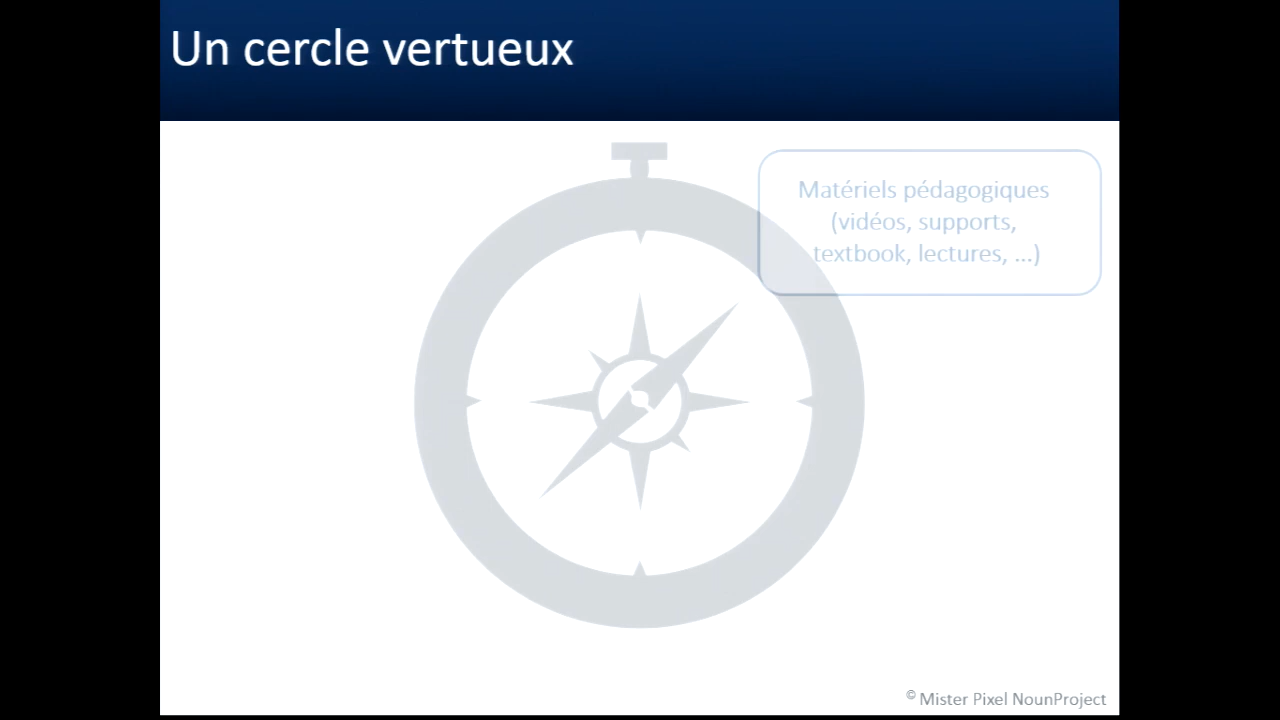 Un cercle vertueux
Matériels pédagogiques
(vidéos, supports,
textbook, lectures, ...)
© Mister Pixel NounProject